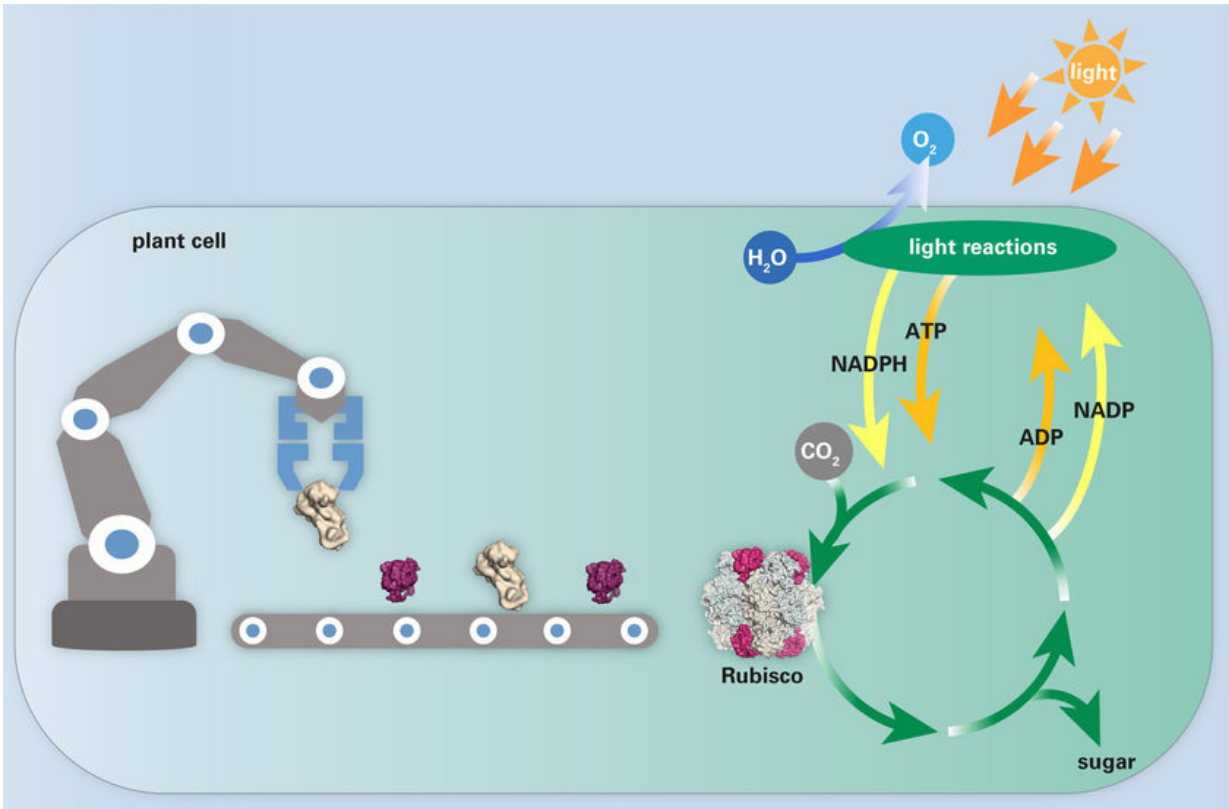 light
O₂
plant cell
H₂O
light reactions
ATP
NADPH
NADP
ADP
CO₂
Rubisco
sugar